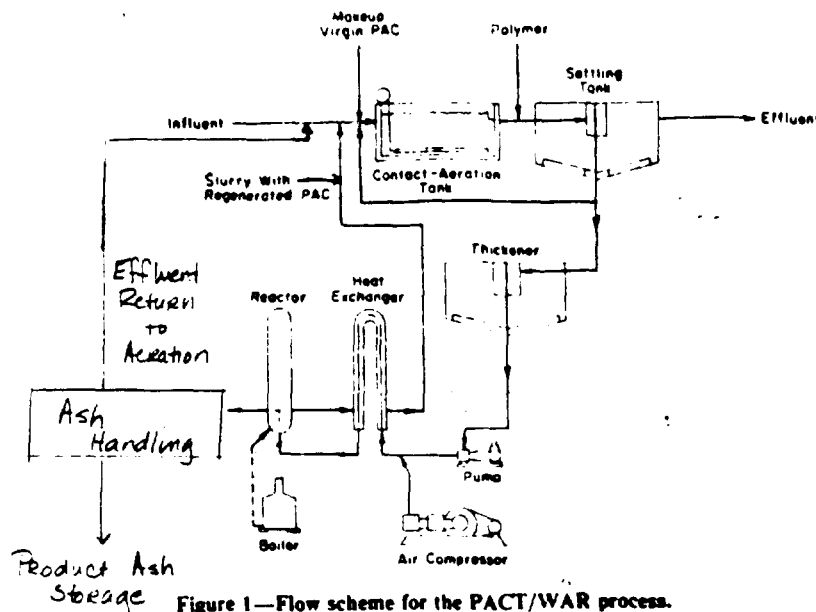 Makeup
Virgin PAC
Polymer
Settling
Tank
Influent
Effluent
Contact-Aeration
Tank
Slurry With
Regenerated PAC
Thickener
Effluent
Return
to
Aeration
Reactor
Heat
Exchanger
Ash
Handling
Pump
Boiler
Air Compressor
Product Ash
Storage
Figure 1—Flow scheme for the PACT/WAR process.